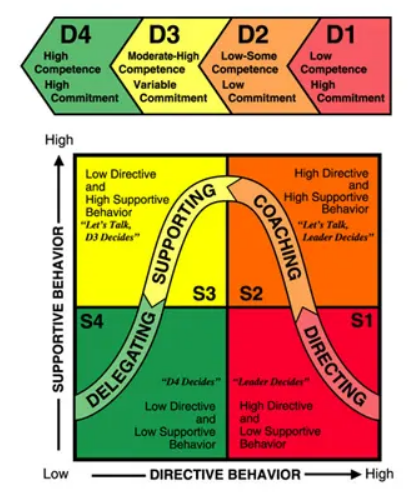 D4
High
Competence
High
Commitment
D3
Moderate-High
Competence
Variable
Commitment
D2
Low-Some
Competence
Low
Commitment
D1
Low
Competence
High
Commitment
High
Low Directive
and
High Supportive
Behavior
“Let's Talk,
D3 Decides”
High Directive
and
High Supportive
Behavior
“Let's Talk,
Leader Decides”
SUPPORTING
COACHING
S3
S2
SUPPORTIVE BEHAVIOR
S4
S1
DELEGATING
DIRECTING
“D4 Decides”
“Leader Decides”
Low Directive
and
Low Supportive
Behavior
High Directive
and
Low Supportive
Behavior
Low
DIRECTIVE BEHAVIOR
High